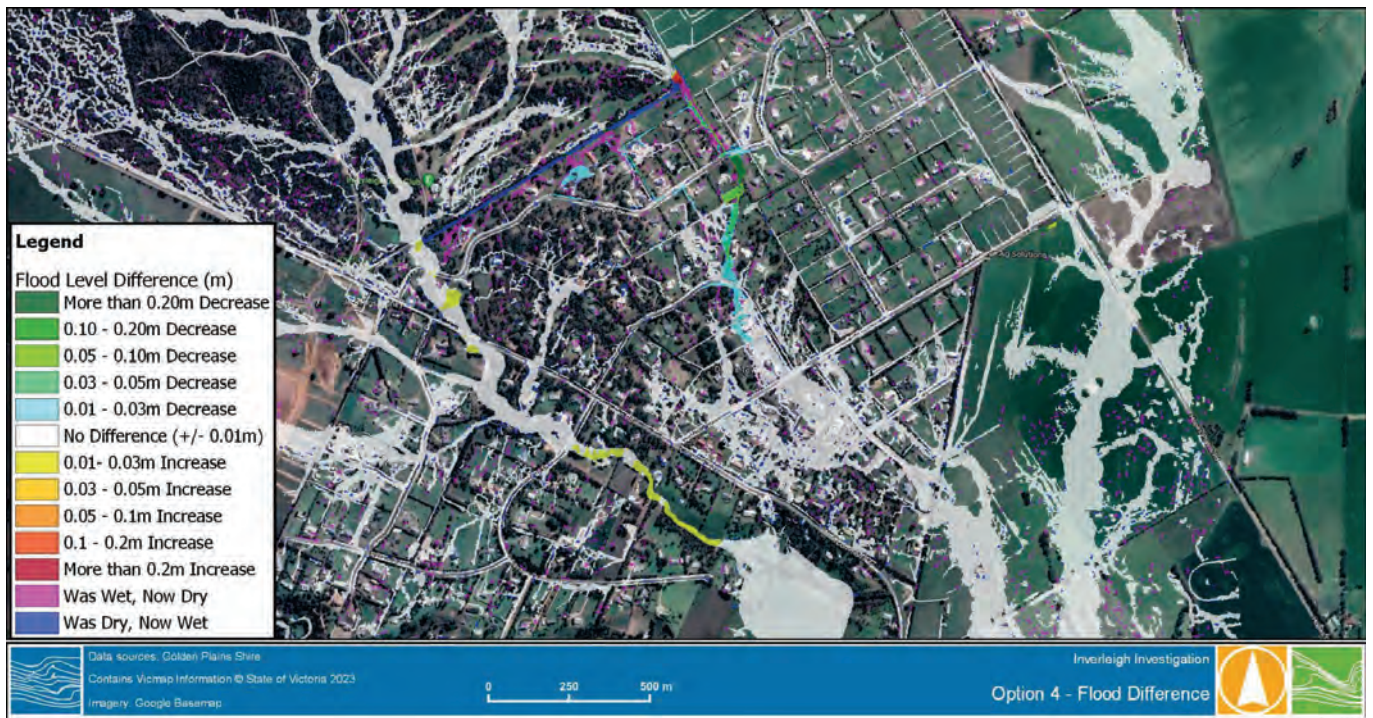 Legend
Flood Level Difference (m)
More than 0.20m Decrease
0.10 - 0.20m Decrease
0.05 - 0.10m Decrease
0.03 - 0.05m Decrease
0.01 - 0.03m Decrease
No Difference (+/- 0.01m)
0.01- 0.03m Increase
0.03 - 0.05m Increase
0.05 - 0.1m Increase
0.1 - 0.2m Increase
More than 0.2m Increase
Was Wet, Now Dry
Was Dry, Now Wet
Data sources: Golden Plains Shire
Contains Vicmap Information © State of Victoria 2023
Imagery: Google Basemap
0 250 500 m
Inverleigh Investigation
Option 4 - Flood Difference